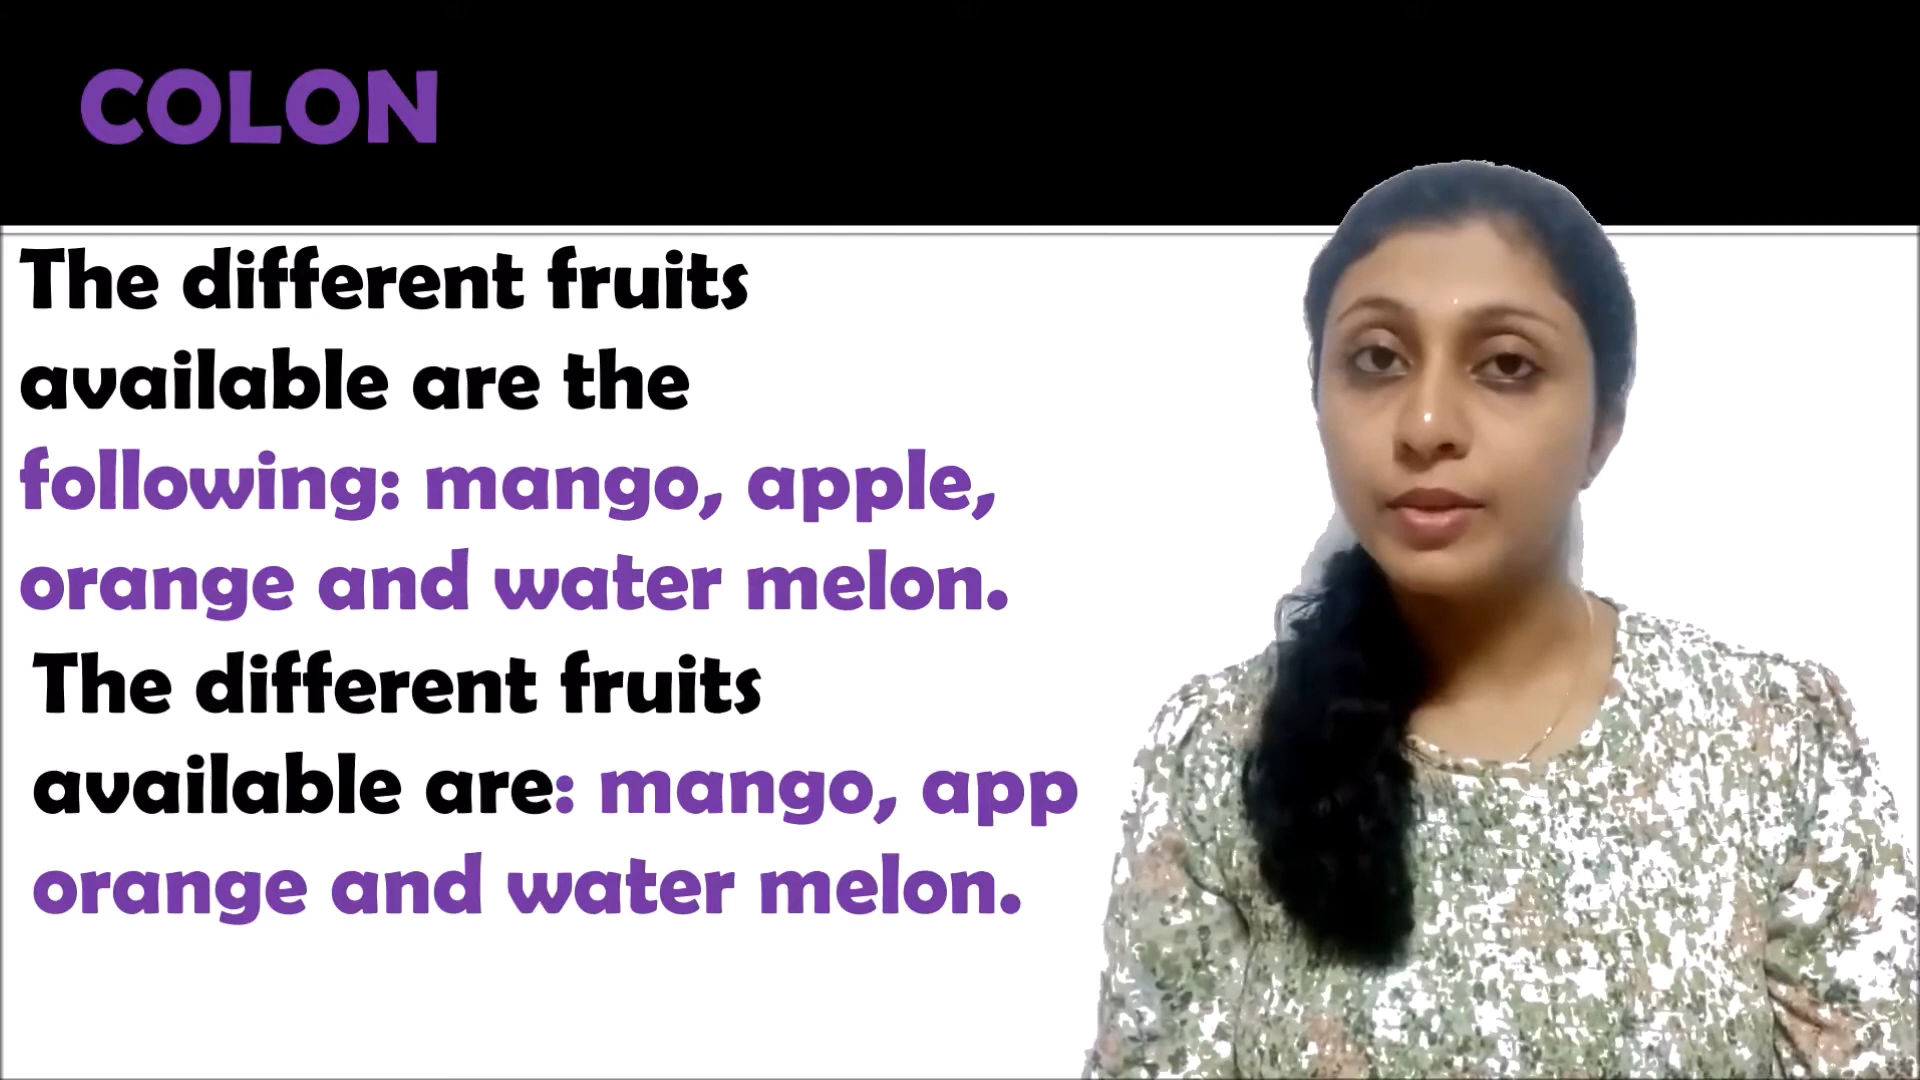 COLON
The different fruits
available are the
following: mango, apple,
orange and water melon.
The different fruits
available are: mango, app
orange and water melon.